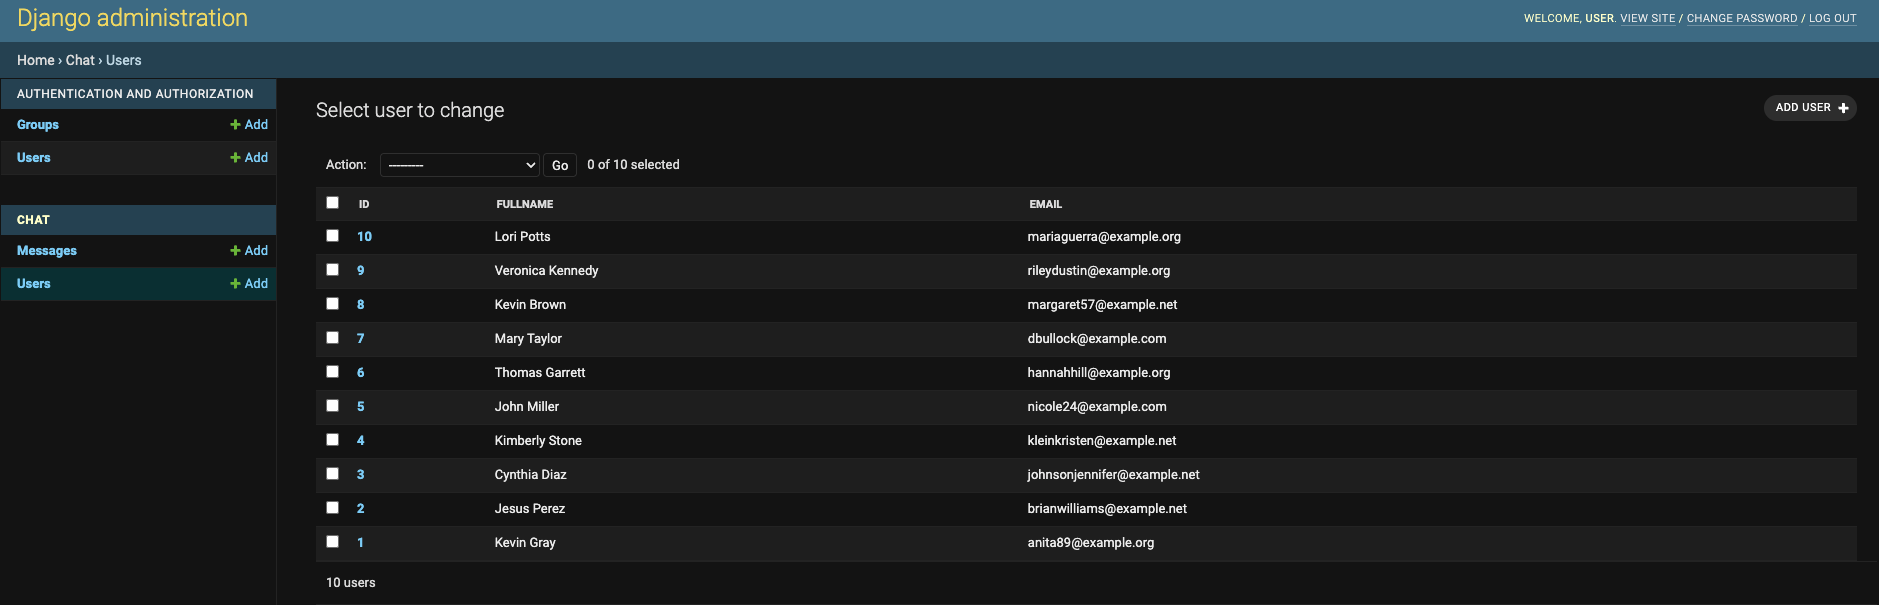 Django administration
WELCOME, USER. VIEW SITE / CHANGE PASSWORD / LOG OUT
Home › Chat › Users
AUTHENTICATION AND AUTHORIZATION
Groups + Add
Users + Add
CHAT
Messages + Add
Users + Add
Select user to change
ADD USER +
Action: --------- Go 0 of 10 selected
ID FULLNAME EMAIL
10 Lori Potts mariaguerra@example.org
9 Veronica Kennedy rileydustin@example.org
8 Kevin Brown margaret57@example.net
7 Mary Taylor dbullock@example.com
6 Thomas Garrett hannahhill@example.org
5 John Miller nicole24@example.com
4 Kimberly Stone kleinkristen@example.net
3 Cynthia Diaz johnsonjennifer@example.net
2 Jesus Perez brianwilliams@example.net
1 Kevin Gray anita89@example.org
10 users